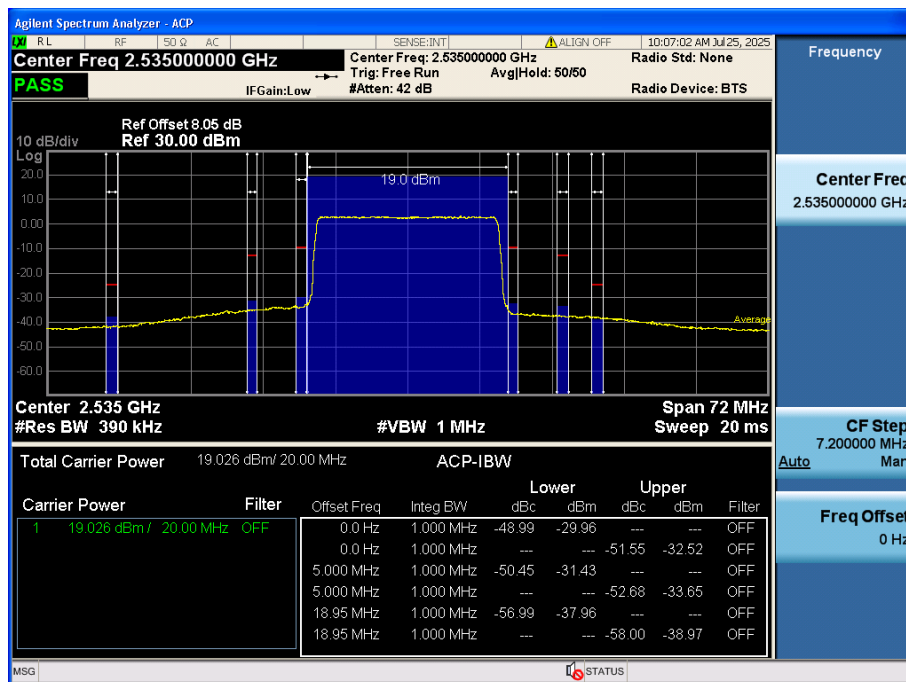 Agilent Spectrum Analyzer - ACP
LXI RL RF 50 Ω AC SENSE:INT ALIGN OFF 10:07:02 AM Jul 25, 2025
Center Freq 2.535000000 GHz
Center Freq: 2.535000000 GHz
Radio Std: None
Trig: Free Run Avg|Hold: 50/50
PASS
IFGain:Low
#Atten: 42 dB
Radio Device: BTS
Ref Offset 8.05 dB
10 dB/div Ref 30.00 dBm
Log
20.0
19.0 dBm
10.0
0.00
-10.0
-20.0
-30.0
-40.0
Average
-50.0
-60.0
Center 2.535 GHz Span 72 MHz
#Res BW 390 kHz #VBW 1 MHz Sweep 20 ms
Total Carrier Power 19.026 dBm/ 20.00 MHz ACP-IBW
Lower Upper
Carrier Power Filter Offset Freq Integ BW dBc dBm dBc dBm Filter
1 19.026 dBm / 20.00 MHz OFF
0.0 Hz 1.000 MHz -48.99 -29.96 --- --- OFF
0.0 Hz 1.000 MHz --- --- -51.55 -32.52 OFF
5.000 MHz 1.000 MHz -50.45 -31.43 --- --- OFF
5.000 MHz 1.000 MHz --- --- -52.68 -33.65 OFF
18.95 MHz 1.000 MHz -56.99 -37.96 --- --- OFF
18.95 MHz 1.000 MHz --- --- -58.00 -38.97 OFF
MSG STATUS
Frequency
Center Freq
2.535000000 GHz
CF Step
7.200000 MHz
Auto Man
Freq Offset
0 Hz